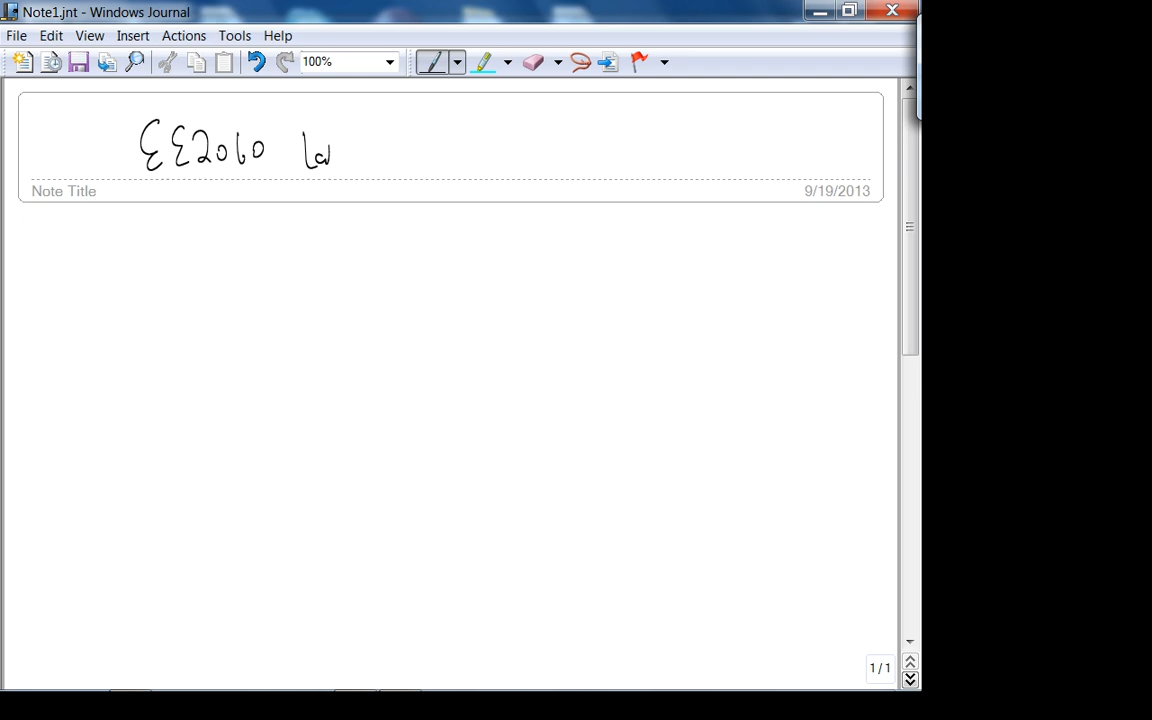 Note1.jnt - Windows Journal
File Edit View Insert Actions Tools Help
100%
EE2060 la
Note Title 9/19/2013
1 / 1